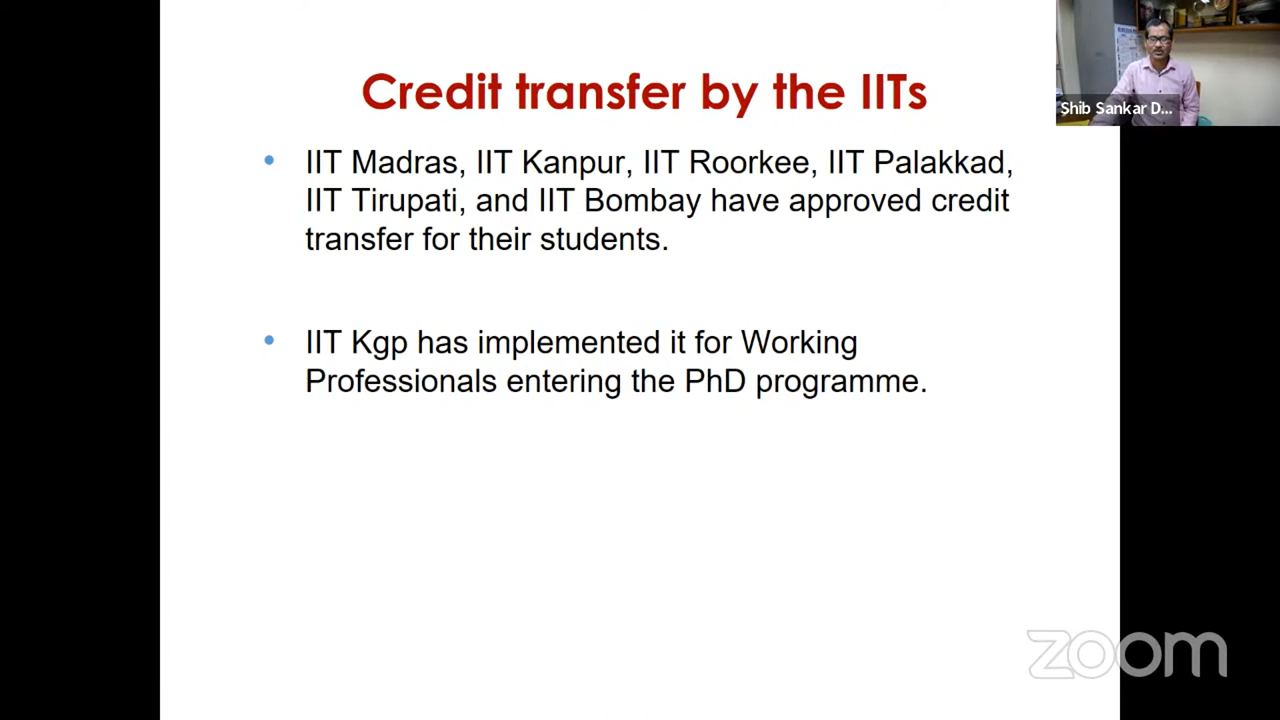 Credit transfer by the IITs
Shib Sankar D...
• IIT Madras, IIT Kanpur, IIT Roorkee, IIT Palakkad,
IIT Tirupati, and IIT Bombay have approved credit
transfer for their students.
• IIT Kgp has implemented it for Working
Professionals entering the PhD programme.
zoom